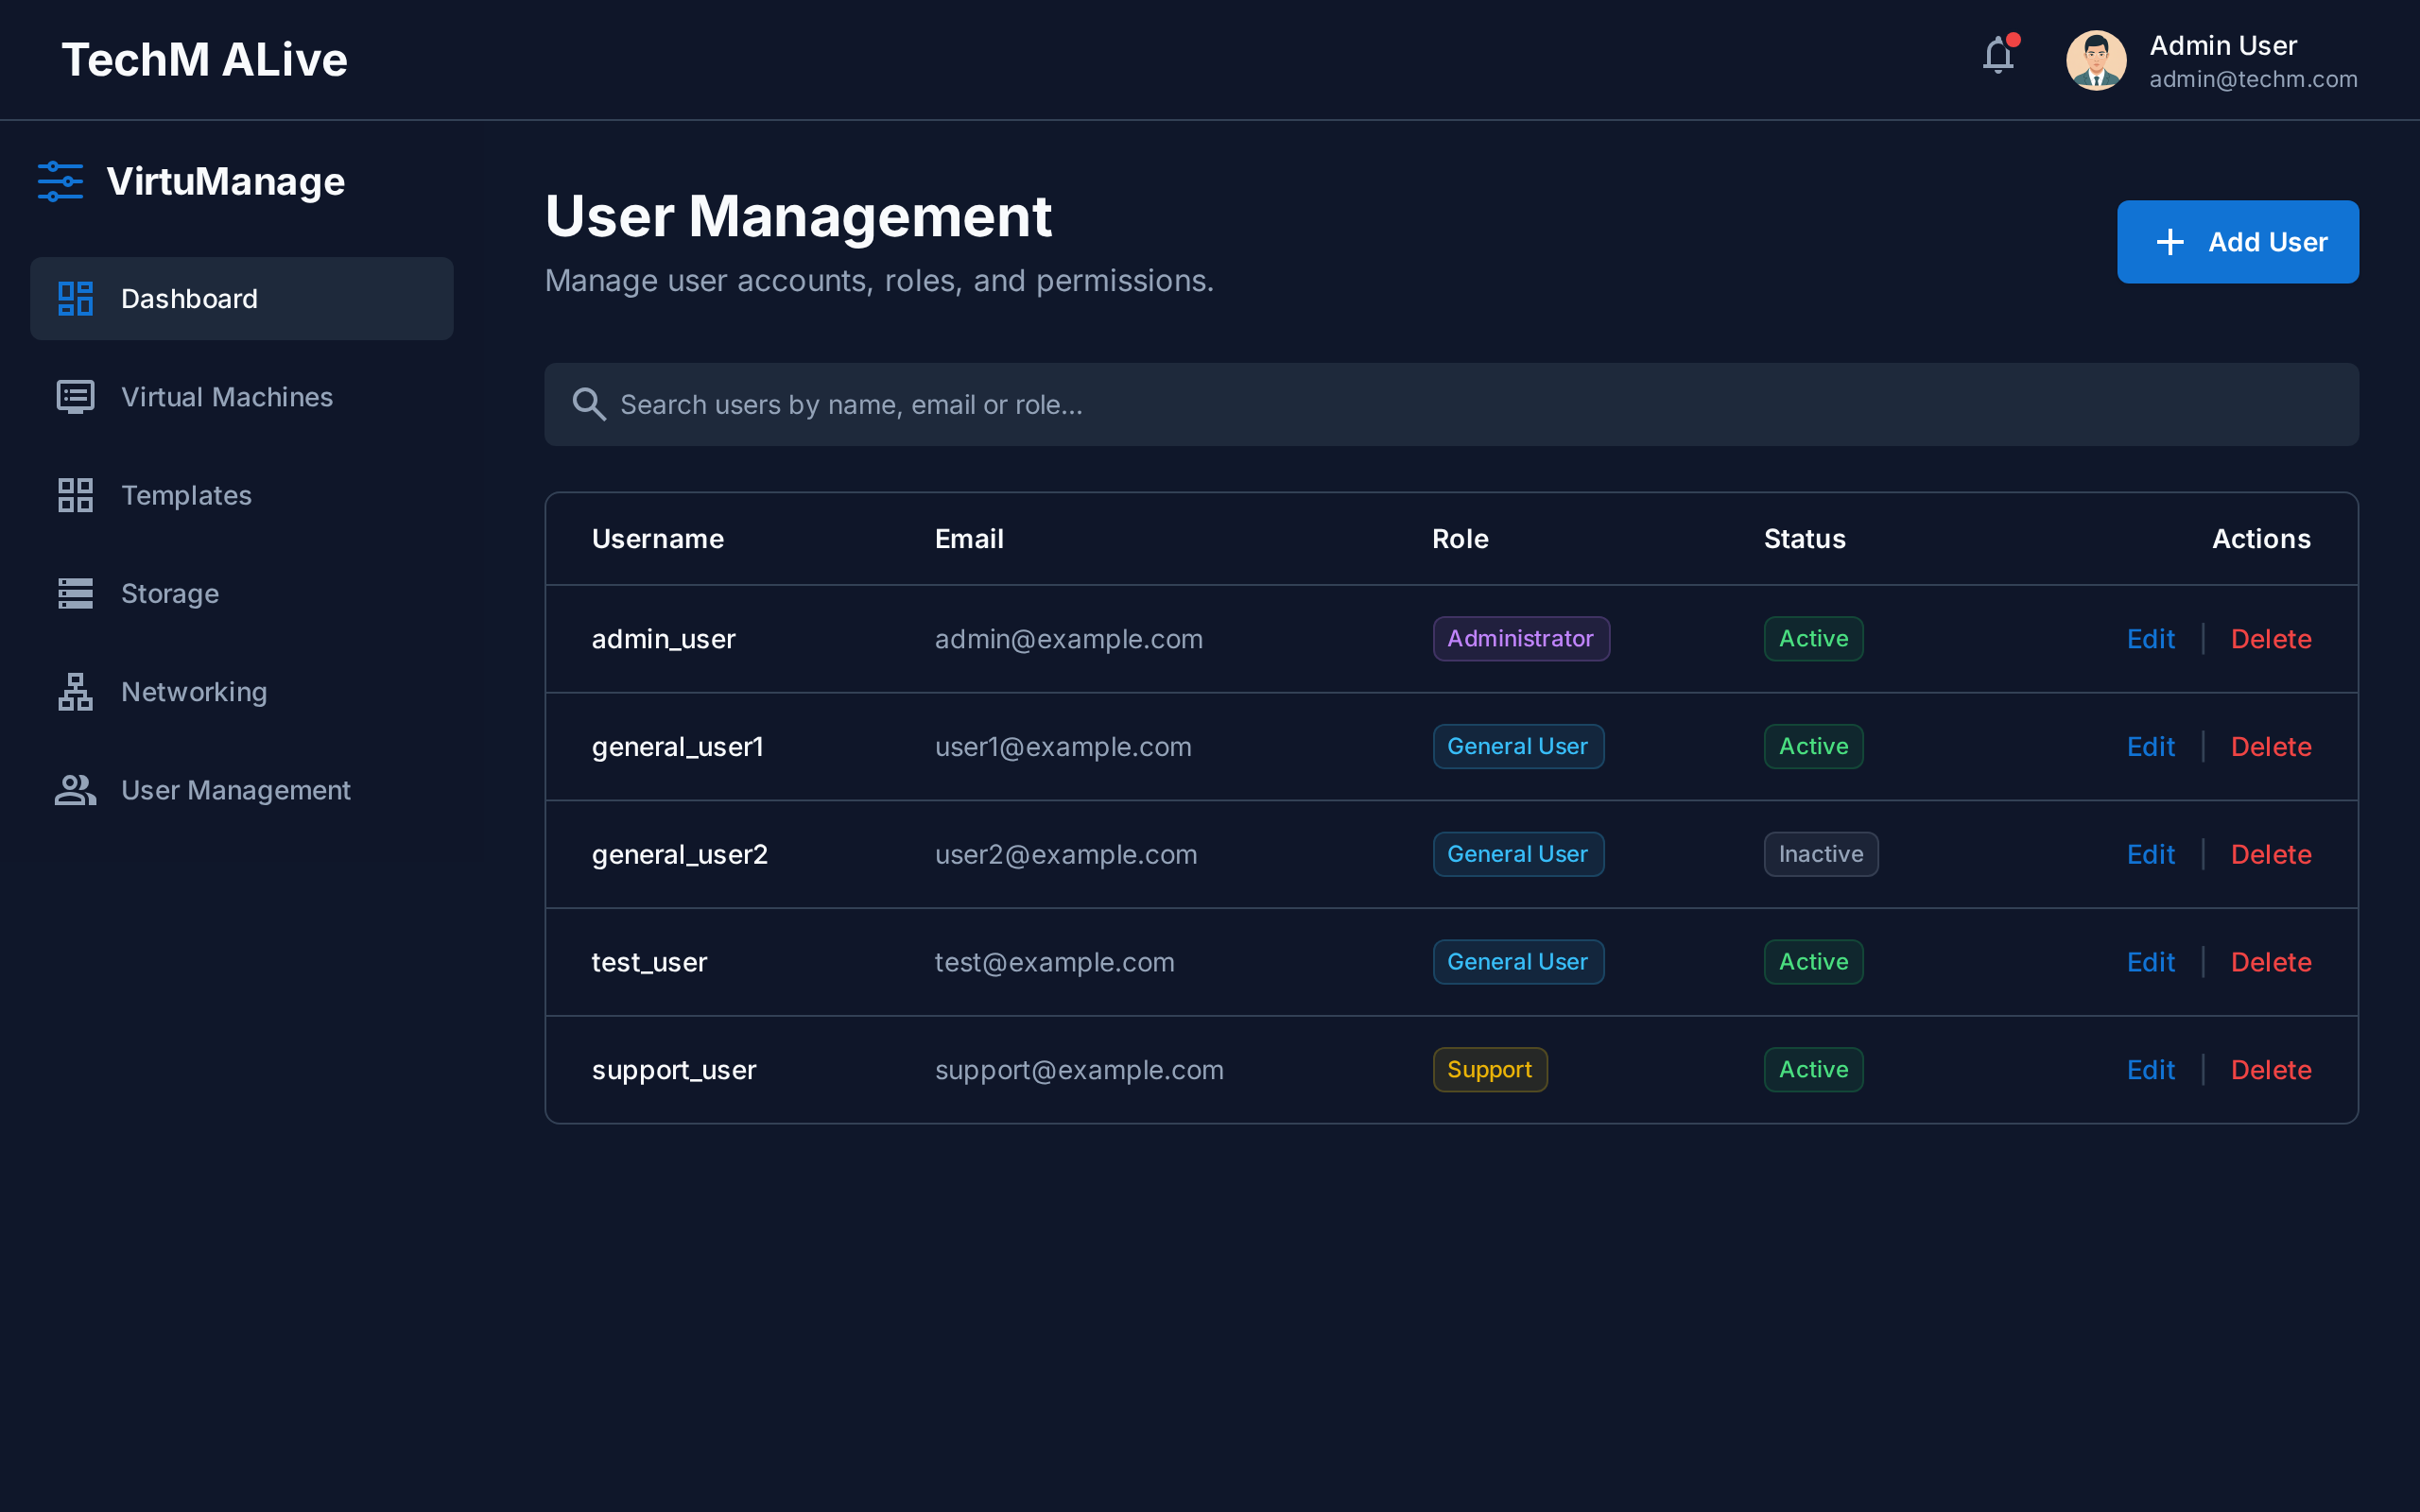 TechM ALive
Admin User
admin@techm.com
VirtuManage
Dashboard
Virtual Machines
Templates
Storage
Networking
User Management
User Management
Manage user accounts, roles, and permissions.
Add User
Search users by name, email or role...
Username Email Role Status Actions
admin_user admin@example.com Administrator Active Edit | Delete
general_user1 user1@example.com General User Active Edit | Delete
general_user2 user2@example.com General User Inactive Edit | Delete
test_user test@example.com General User Active Edit | Delete
support_user support@example.com Support Active Edit | Delete